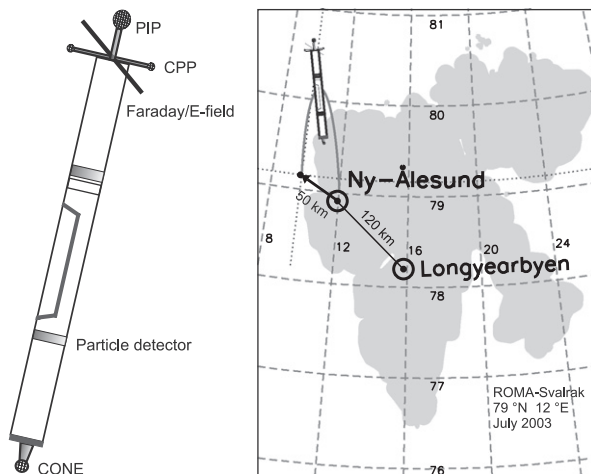 PIP
CPP
Faraday/E-field
Particle detector
CONE
81
80
Ny-Ålesund
79
50 km
120 km
8
12
16
20
24
Longyearbyen
78
77
ROMA-Svalrak
79 °N 12 °E
July 2003
76